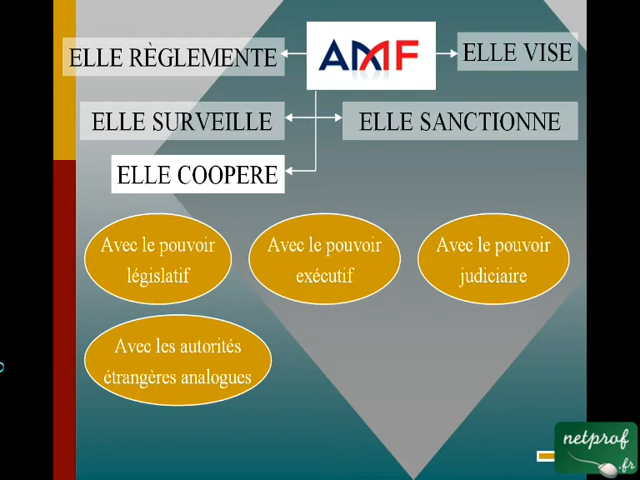 ELLE RÈGLEMENTE
AMF
ELLE VISE
ELLE SURVEILLE
ELLE SANCTIONNE
ELLE COOPERE
Avec le pouvoir
législatif
Avec le pouvoir
exécutif
Avec le pouvoir
judiciaire
Avec les autorités
étrangères analogues
netprof
.fr